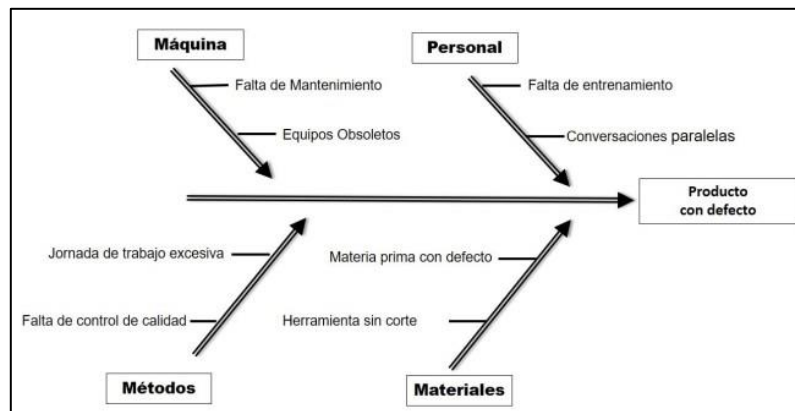 Máquina
Personal
Falta de Mantenimiento
Falta de entrenamiento
Equipos Obsoletos
Conversaciones paralelas
Producto
con defecto
Jornada de trabajo excesiva
Materia prima con defecto
Falta de control de calidad
Herramienta sin corte
Métodos
Materiales